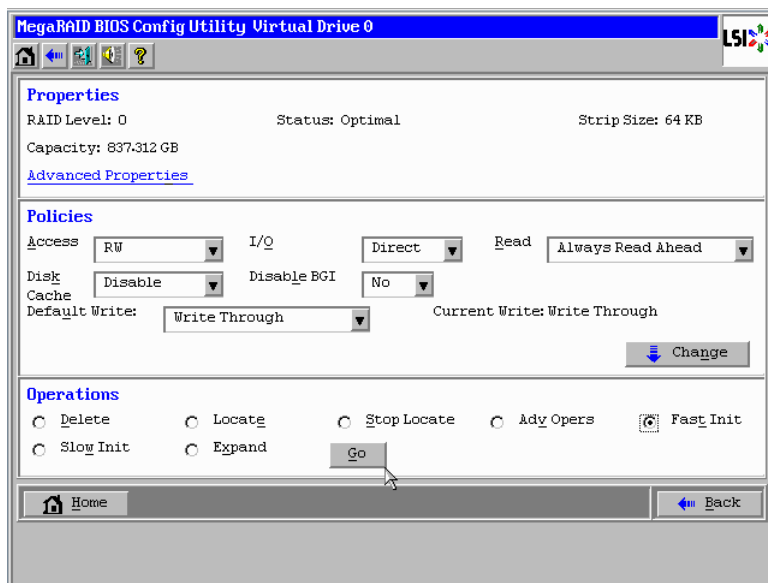 MegaRAID BIOS Config Utility Virtual Drive 0
LSI
Properties
RAID Level: 0 Status: Optimal Strip Size: 64 KB
Capacity: 837.312 GB
Advanced Properties
Policies
Access RW I/O Direct Read Always Read Ahead
Disk Cache Disable Disable BGI No
Default Write: Write Through Current Write: Write Through
Change
Operations
Delete Locate Stop Locate Adv Opers Fast Init
Slow Init Expand Go
Home Back